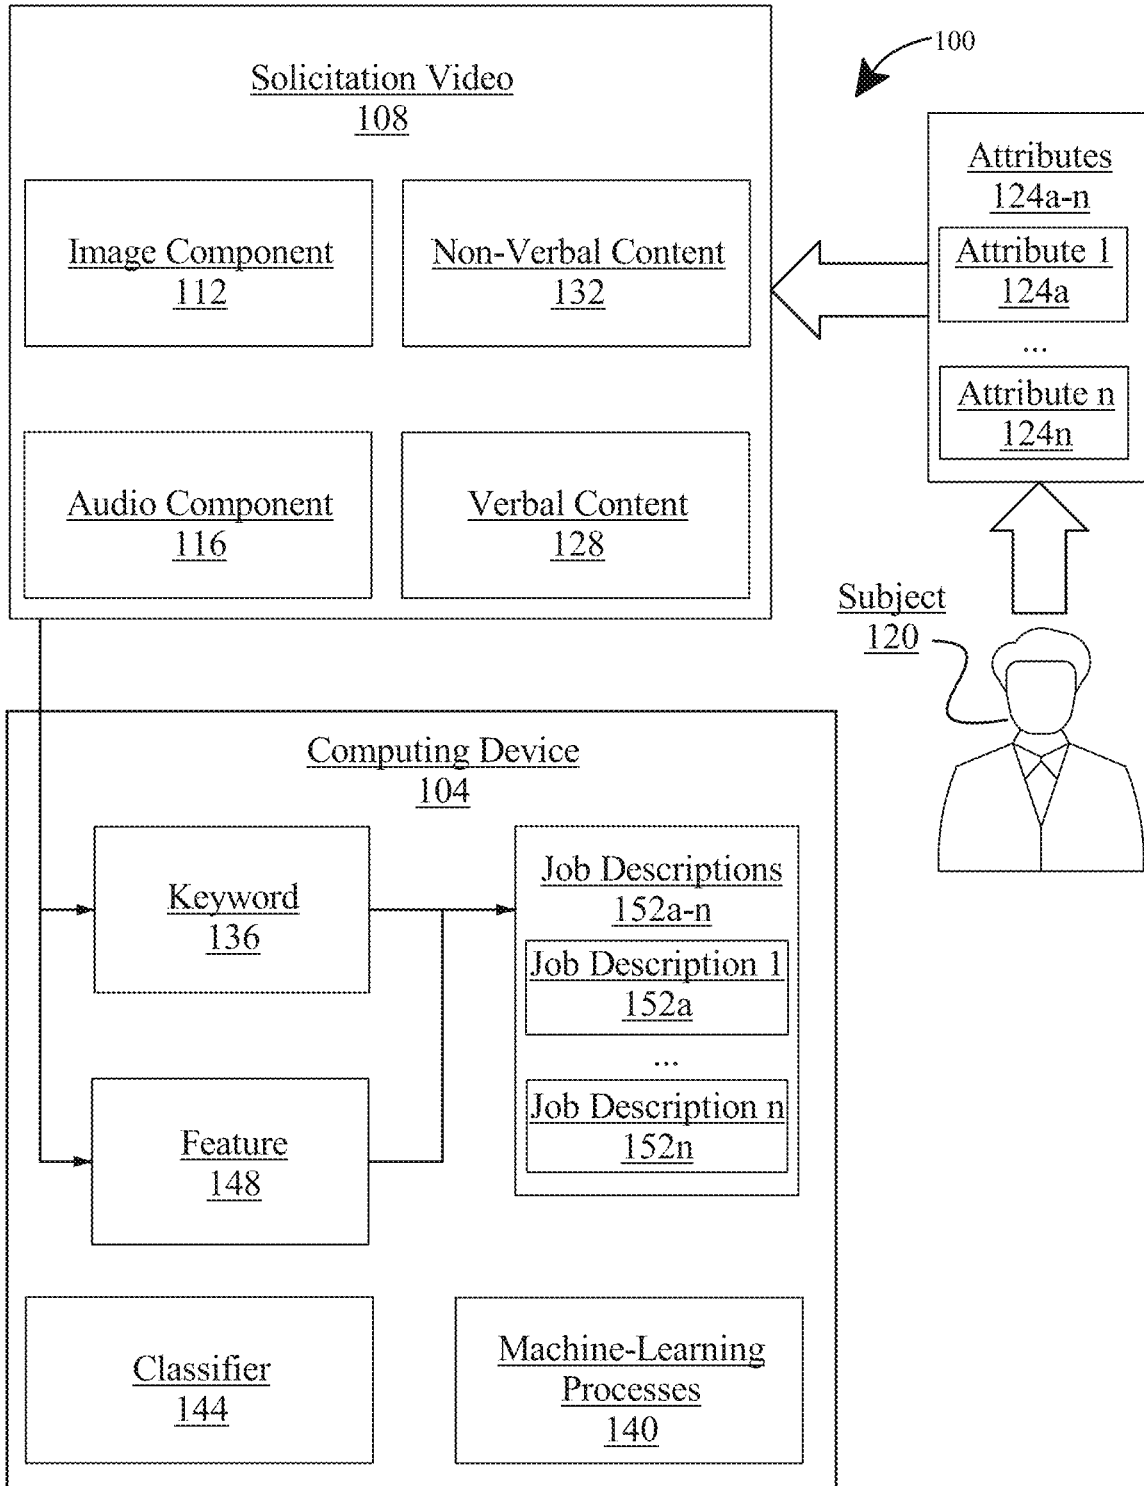 100
Solicitation Video
108
Image Component
112
Non-Verbal Content
132
Audio Component
116
Verbal Content
128
Attributes
124a-n
Attribute 1
124a
...
Attribute n
124n
Subject
120
Computing Device
104
Keyword
136
Feature
148
Job Descriptions
152a-n
Job Description 1
152a
...
Job Description n
152n
Classifier
144
Machine-Learning
Processes
140